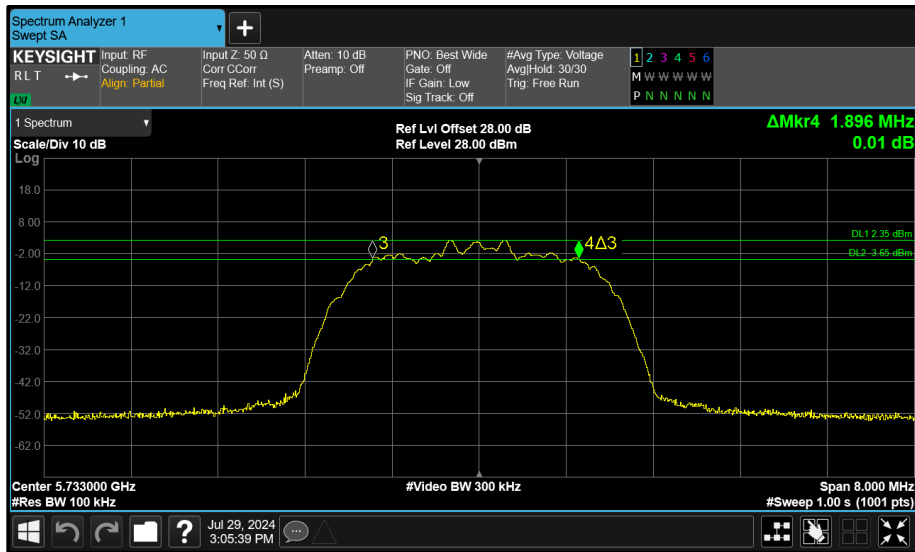 Spectrum Analyzer 1
Swept SA
KEYSIGHT
RLT
LXI
Input: RF
Coupling: AC
Align: Partial
Input Z: 50 Ω
Corr CCorr
Freq Ref: Int (S)
Atten: 10 dB
Preamp: Off
PNO: Best Wide
Gate: Off
IF Gain: Low
Sig Track: Off
#Avg Type: Voltage
Avg|Hold: 30/30
Trig: Free Run
1 2 3 4 5 6
M W W W W W
P N N N N N
1 Spectrum
Scale/Div 10 dB
Log
Ref Lvl Offset 28.00 dB
Ref Level 28.00 dBm
ΔMkr4 1.896 MHz
0.01 dB
18.0
8.00
-2.00
-12.0
-22.0
-32.0
-42.0
-52.0
-62.0
3
4Δ3
DL1 2.35 dBm
DL2 -3.65 dBm
Center 5.733000 GHz
#Res BW 100 kHz
#Video BW 300 kHz
Span 8.000 MHz
#Sweep 1.00 s (1001 pts)
?
Jul 29, 2024
3:05:39 PM